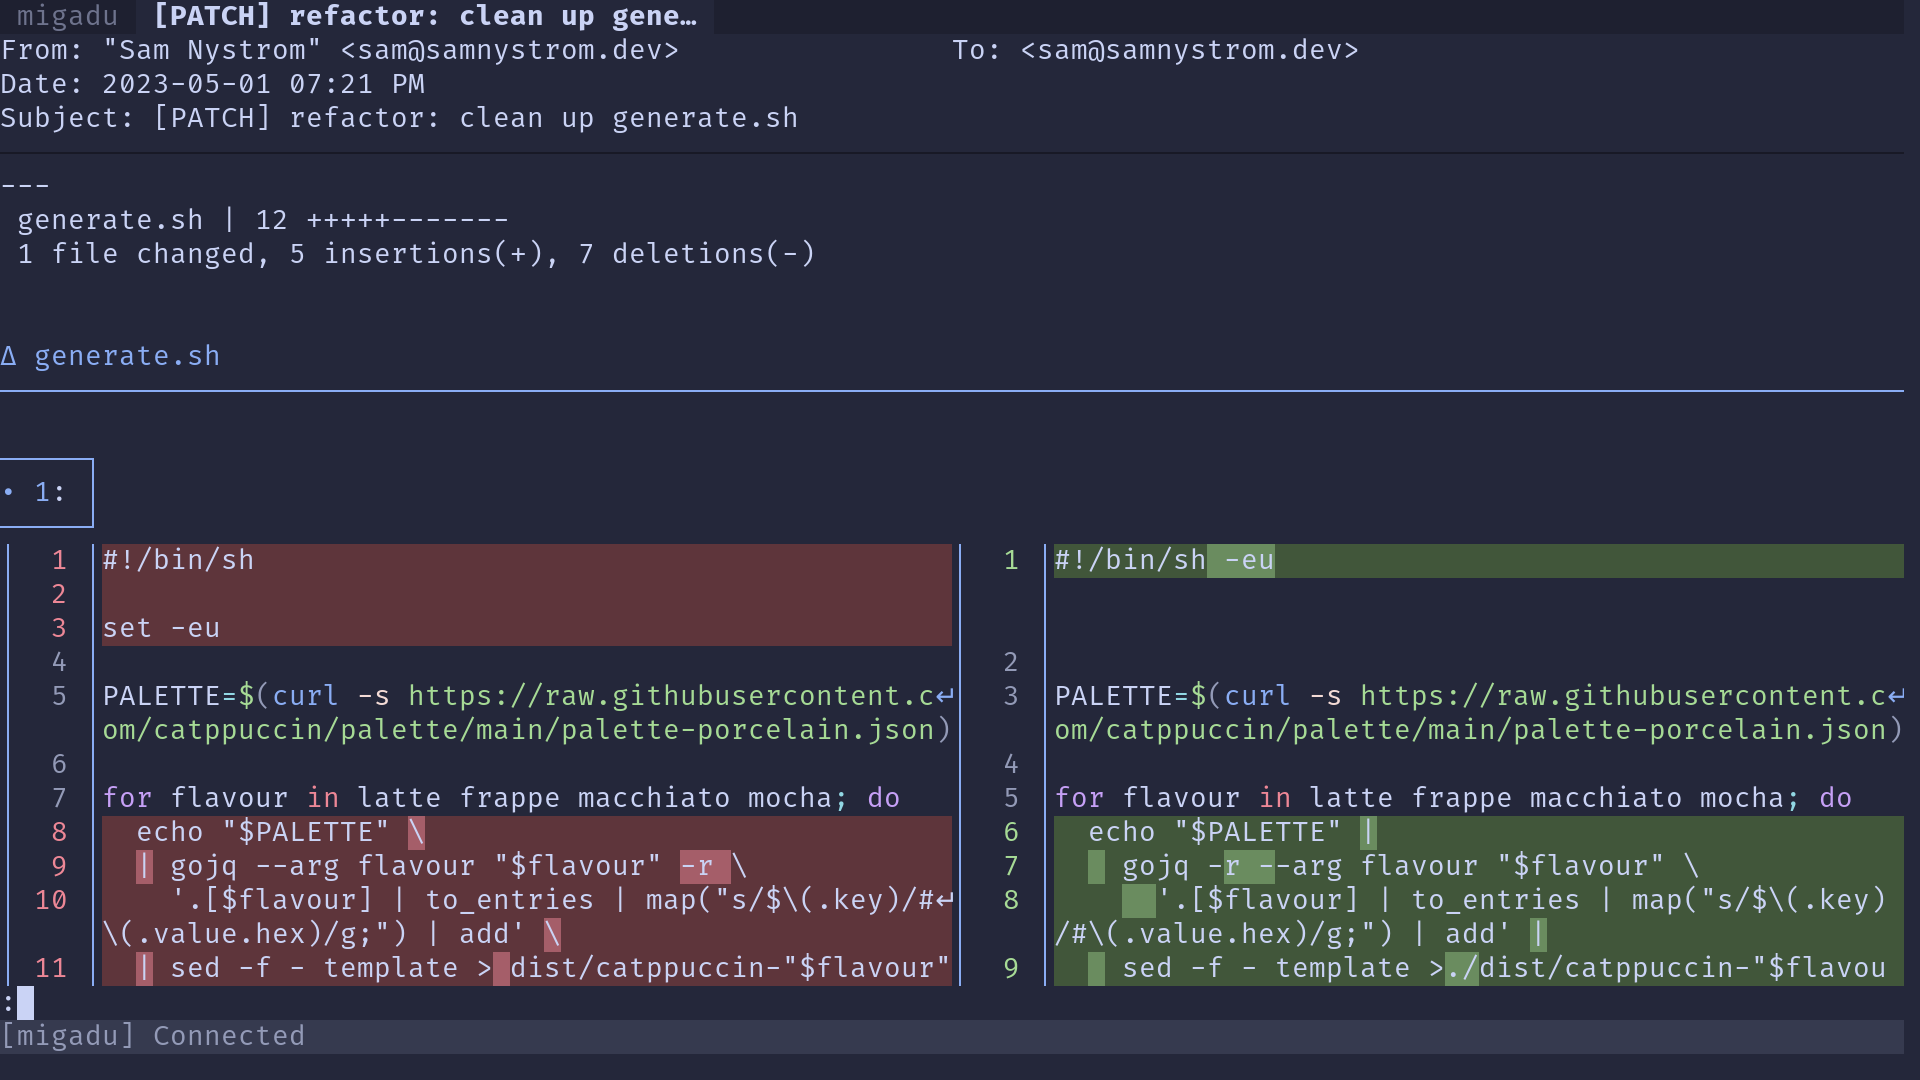 migadu [PATCH] refactor: clean up gene…
From: "Sam Nystrom" <sam@samnystrom.dev> To: <sam@samnystrom.dev>
Date: 2023-05-01 07:21 PM
Subject: [PATCH] refactor: clean up generate.sh
---
generate.sh | 12 +++++-------
1 file changed, 5 insertions(+), 7 deletions(-)
Δ generate.sh
• 1:
1 #!/bin/sh 1 #!/bin/sh -eu
2
3 set -eu
4 2
5 PALETTE=$(curl -s https://raw.githubusercontent.c↵ 3 PALETTE=$(curl -s https://raw.githubusercontent.c↵
om/catppuccin/palette/main/palette-porcelain.json) om/catppuccin/palette/main/palette-porcelain.json)
6 4
7 for flavour in latte frappe macchiato mocha; do 5 for flavour in latte frappe macchiato mocha; do
8 echo "$PALETTE" \ 6 echo "$PALETTE" |
9 | gojq --arg flavour "$flavour" -r \ 7 gojq -r --arg flavour "$flavour" \
10 '.[$flavour] | to_entries | map("s/$\(.key)/#↵ 8 '.[$flavour] | to_entries | map("s/$\(.key)
\(.value.hex)/g;") | add' \ /#\(.value.hex)/g;") | add' |
11 | sed -f - template > dist/catppuccin-"$flavour" 9 sed -f - template >./dist/catppuccin-"$flavou
:
[migadu] Connected